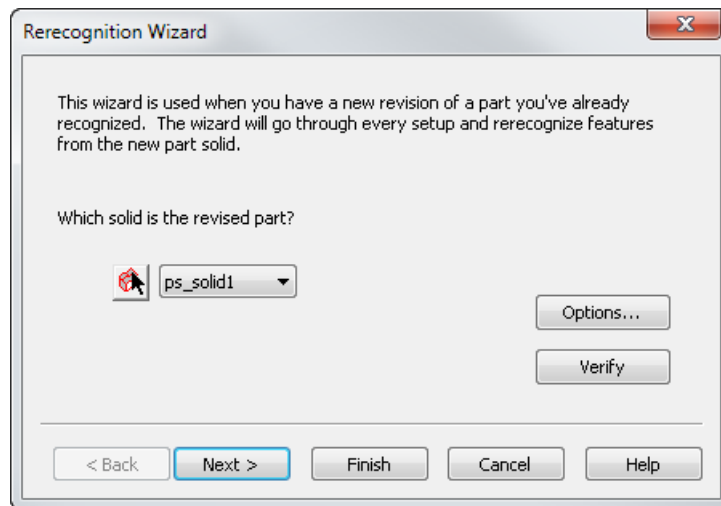 Rerecognition Wizard
This wizard is used when you have a new revision of a part you've already
recognized.  The wizard will go through every setup and rerecognize features
from the new part solid.
Which solid is the revised part?
ps_solid1
Options...
Verify
< Back
Next >
Finish
Cancel
Help